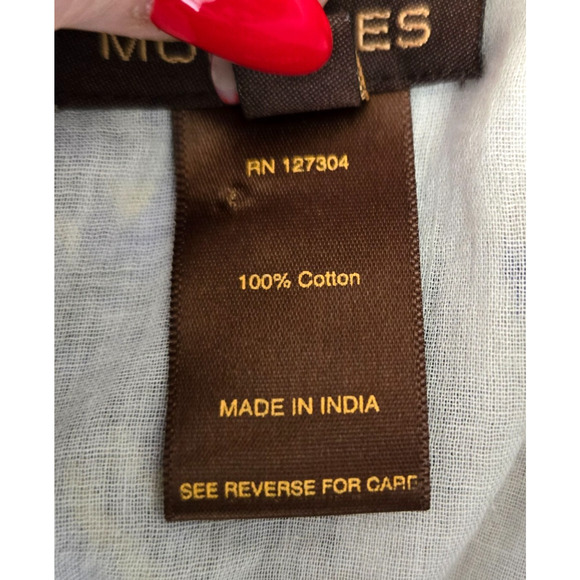 RN 127304
100% Cotton
MADE IN INDIA
SEE REVERSE FOR CARE